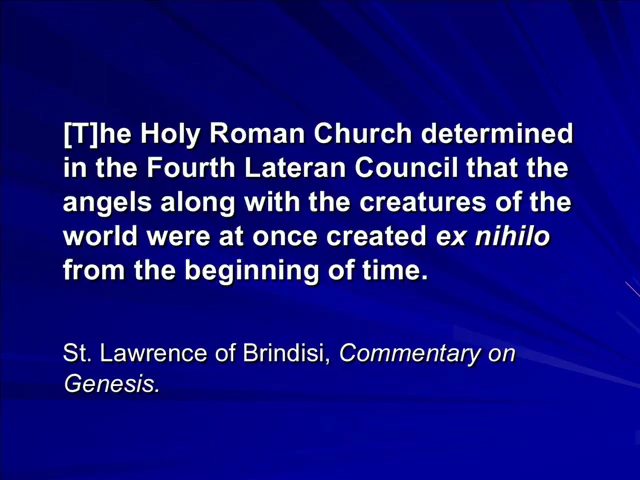 [T]he Holy Roman Church determined
in the Fourth Lateran Council that the
angels along with the creatures of the
world were at once created ex nihilo
from the beginning of time.
St. Lawrence of Brindisi, Commentary on
Genesis.